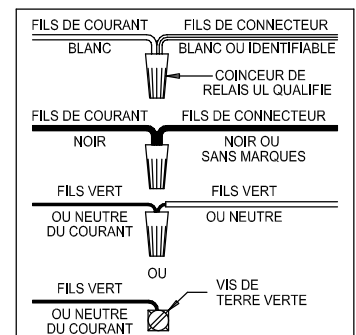 FILS DE COURANT FILS DE CONNECTEUR
BLANC BLANC OU IDENTIFIABLE
COINCEUR DE
RELAIS UL QUALIFIE
FILS DE COURANT FILS DE CONNECTEUR
NOIR NOIR OU
SANS MARQUES
FILS VERT FILS VERT
OU NEUTRE OU NEUTRE
DU COURANT
OU
FILS VERT VIS DE
TERRE VERTE
OU NEUTRE
DU COURANT